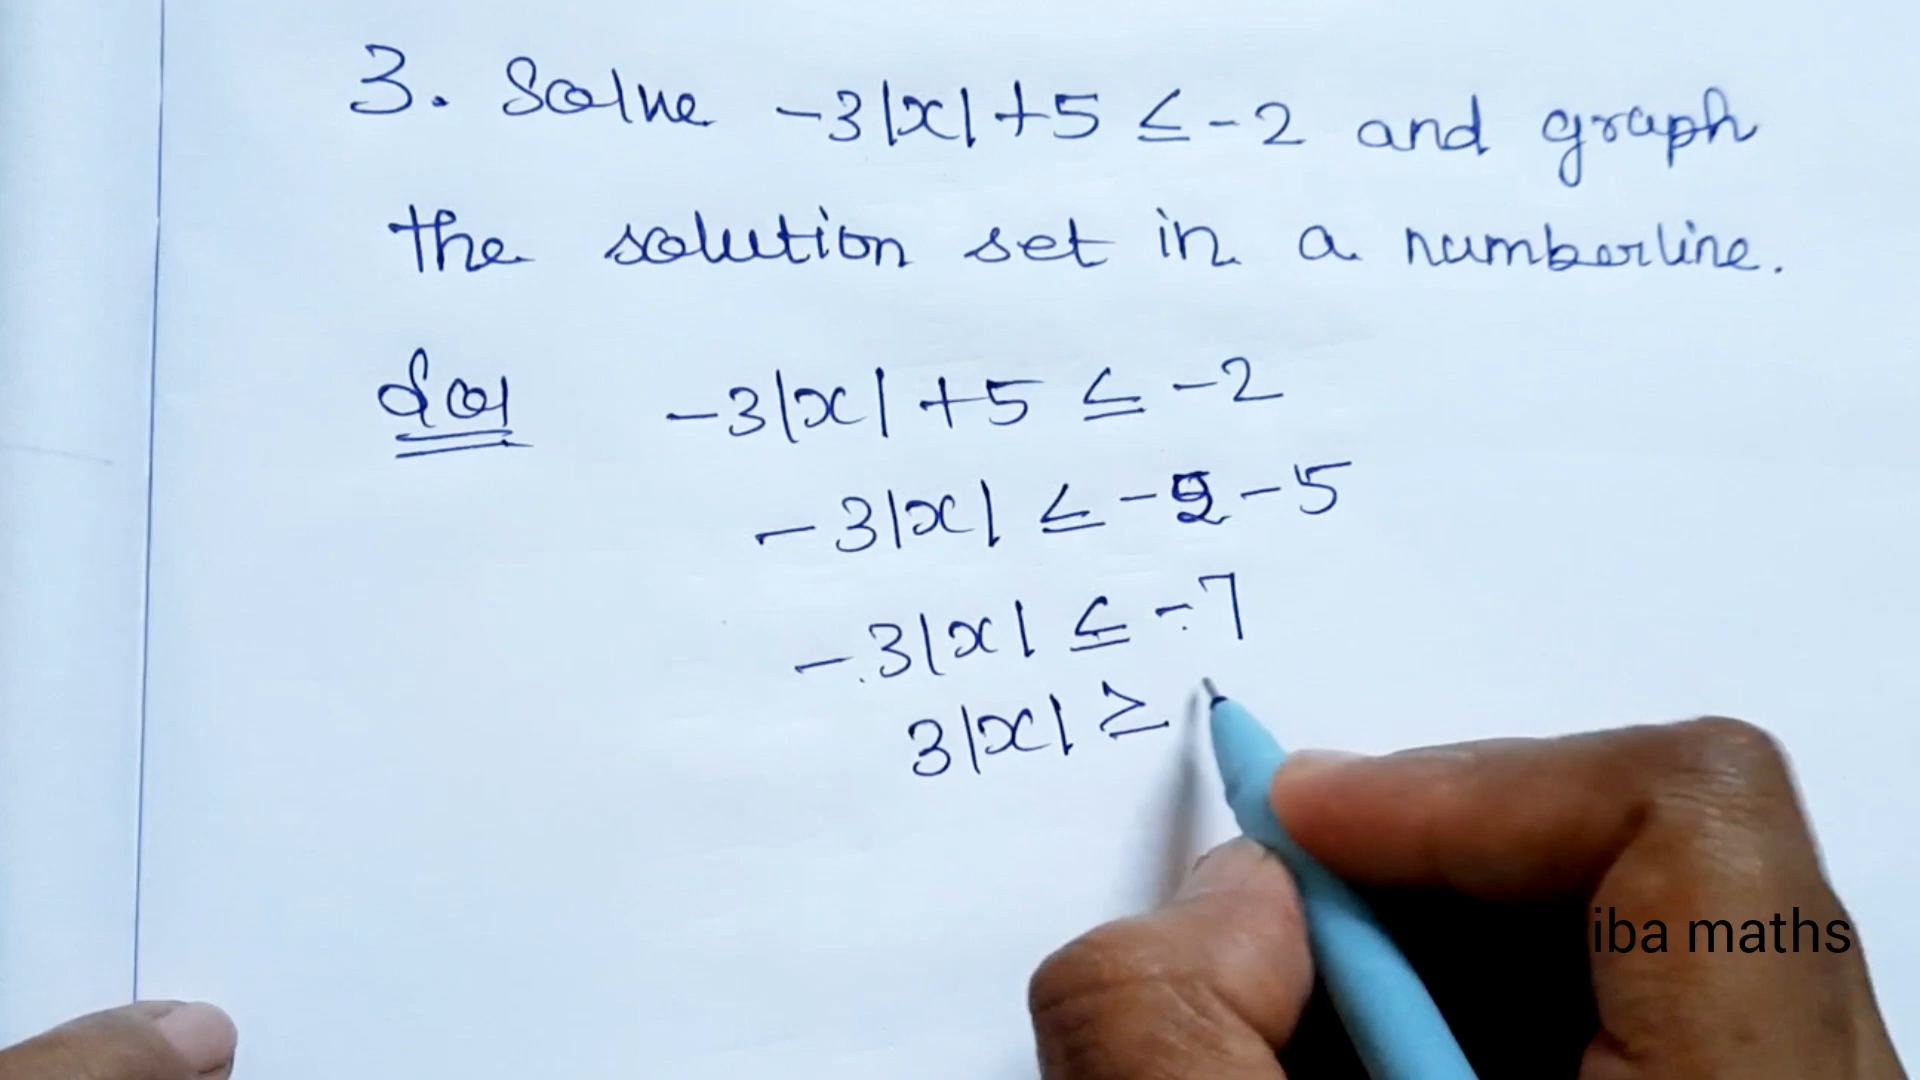 3. Solve -3|x|+5 ≤ -2 and graph
the solution set in a numberline.
Sol -3|x| +5 ≤ -2
-3|x| ≤ -2-5
-3|x| ≤ -7
3|x| ≥
iba maths